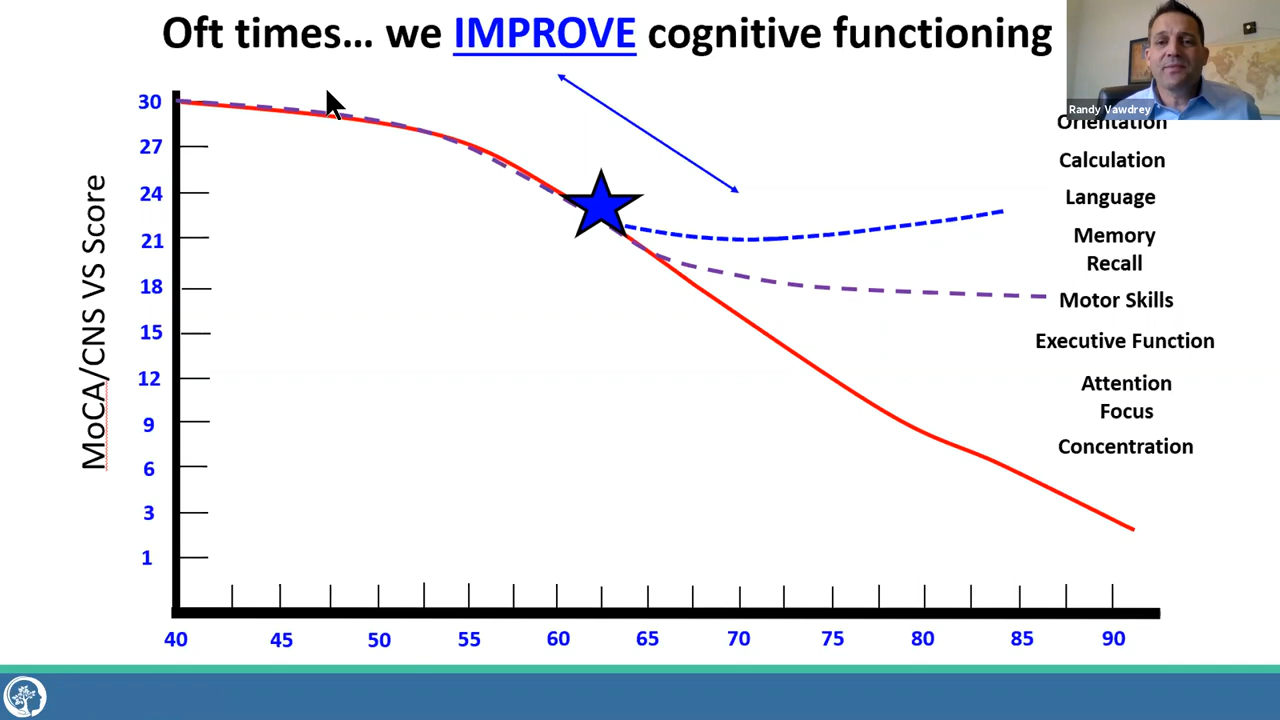 Oft times... we IMPROVE cognitive functioning
Randy Vawdrey
Orientation
Calculation
Language
Memory
Recall
Motor Skills
Executive Function
Attention
Focus
Concentration
MoCA/CNS VS Score
30
27
24
21
18
15
12
9
6
3
1
40 45 50 55 60 65 70 75 80 85 90